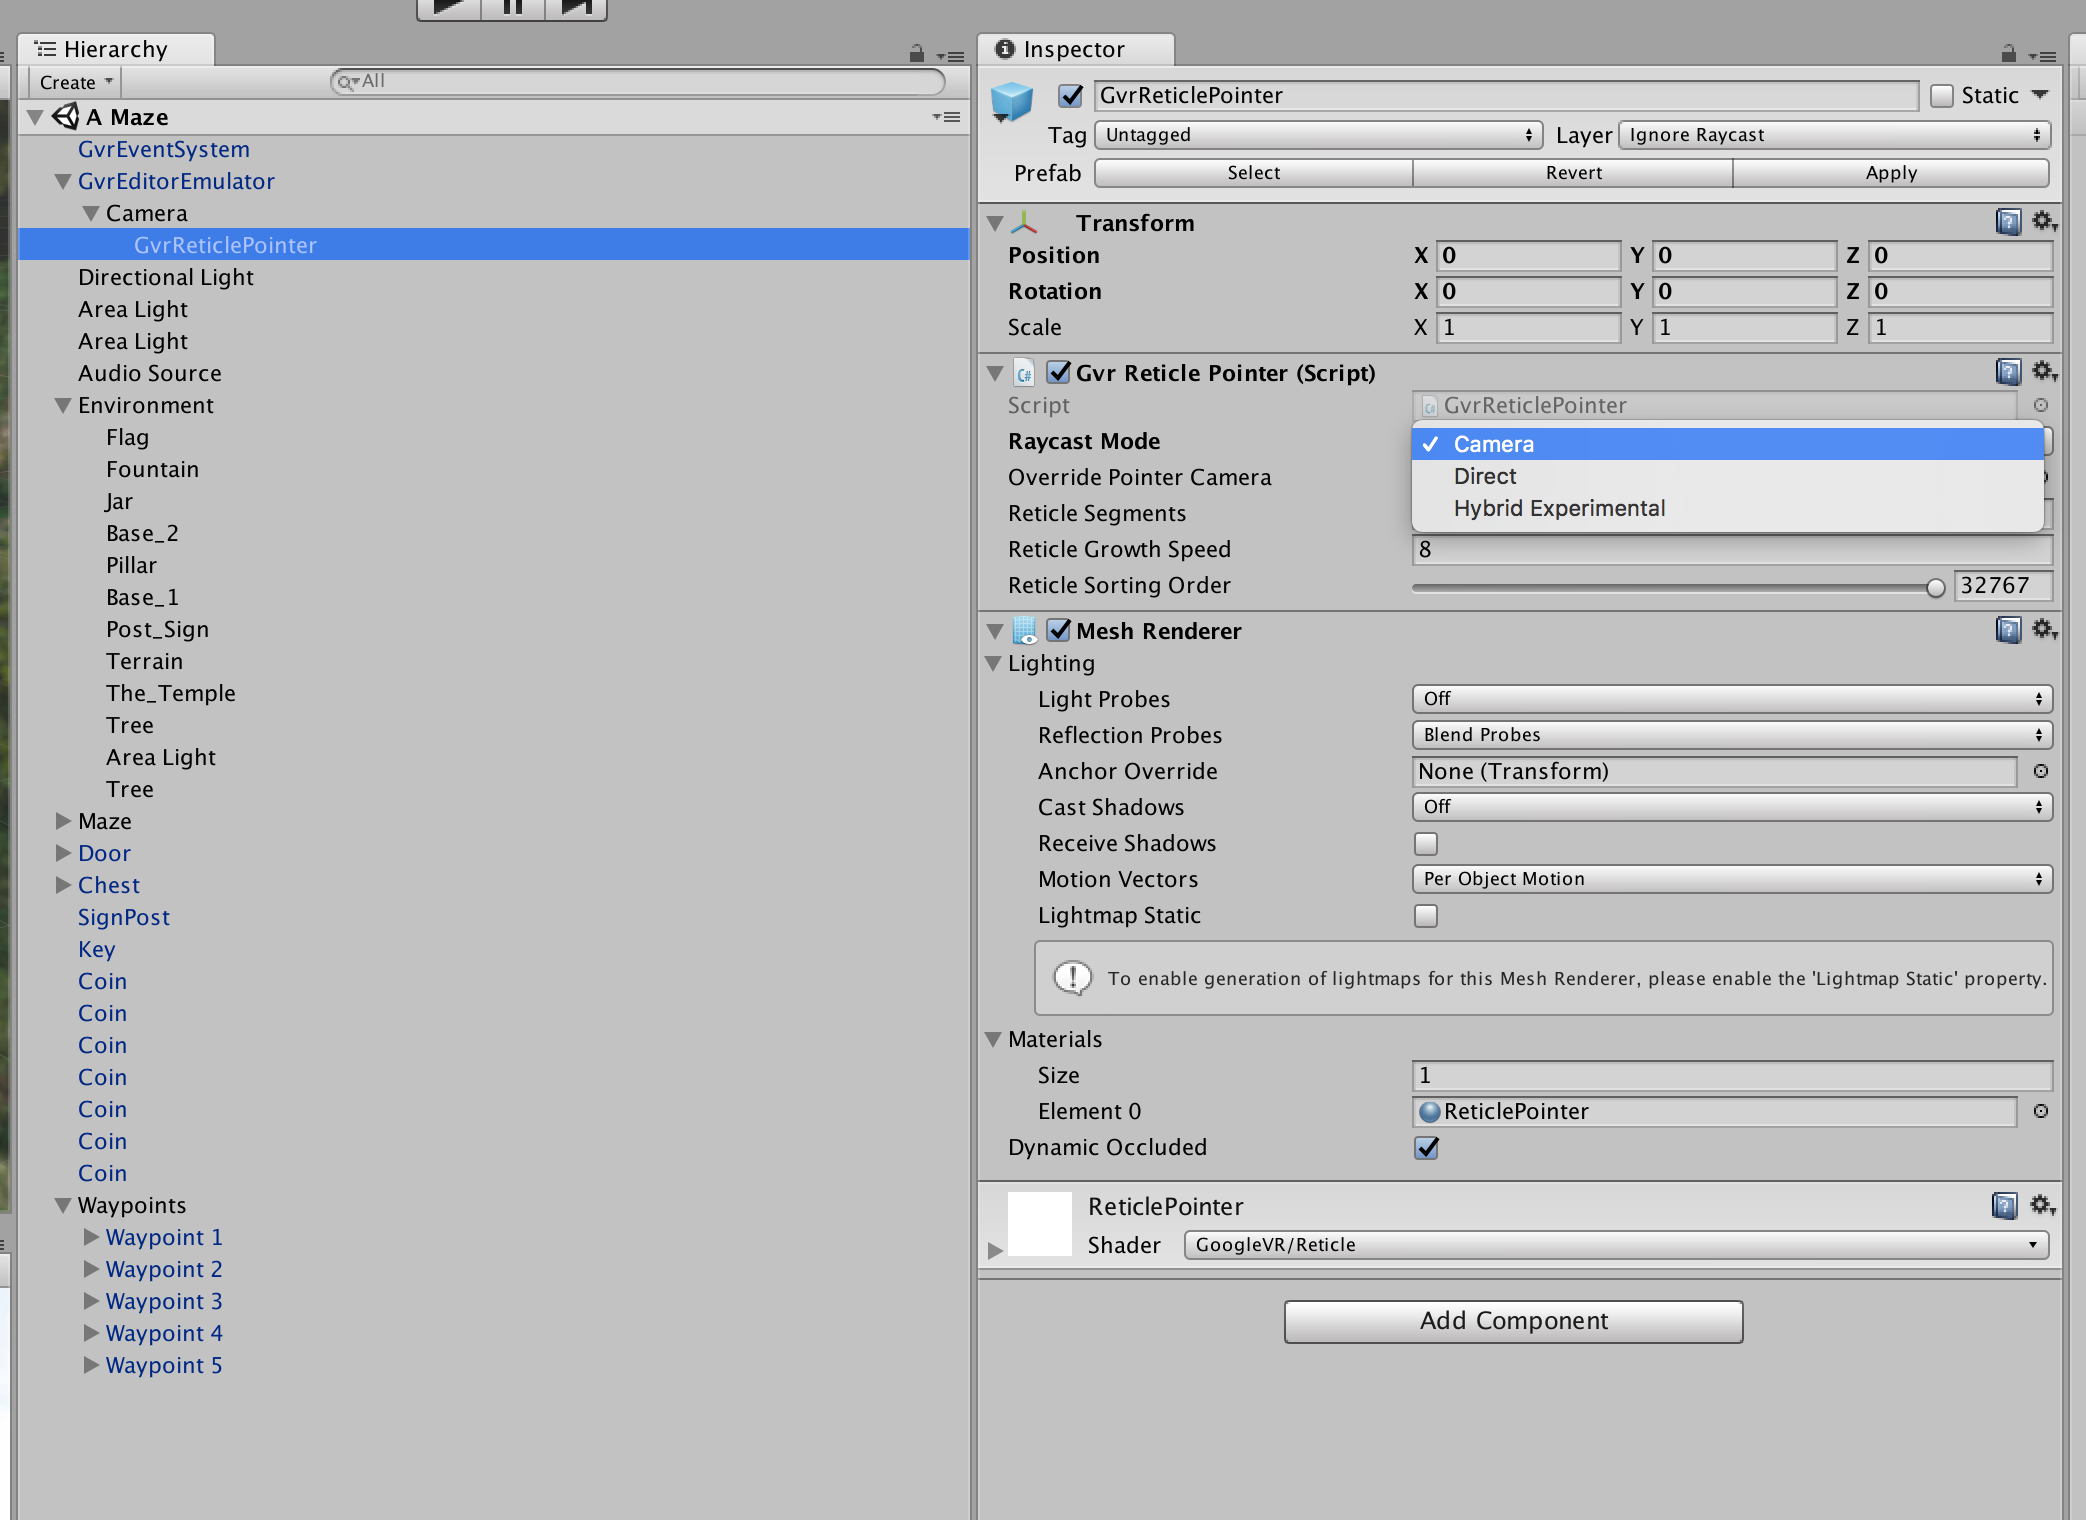 Hierarchy
Create
All
A Maze
GvrEventSystem
GvrEditorEmulator
Camera
GvrReticlePointer
Directional Light
Area Light
Area Light
Audio Source
Environment
Flag
Fountain
Jar
Base_2
Pillar
Base_1
Post_Sign
Terrain
The_Temple
Tree
Area Light
Tree
Maze
Door
Chest
SignPost
Key
Coin
Coin
Coin
Coin
Coin
Coin
Coin
Waypoints
Waypoint 1
Waypoint 2
Waypoint 3
Waypoint 4
Waypoint 5
Inspector
GvrReticlePointer Static
Tag Untagged Layer Ignore Raycast
Prefab Select Revert Apply
Transform
Position X 0 Y 0 Z 0
Rotation X 0 Y 0 Z 0
Scale X 1 Y 1 Z 1
C# Gvr Reticle Pointer (Script)
Script GvrReticlePointer
Raycast Mode Camera
Direct
Hybrid Experimental
Override Pointer Camera
Reticle Segments
Reticle Growth Speed 8
Reticle Sorting Order 32767
Mesh Renderer
Lighting
Light Probes Off
Reflection Probes Blend Probes
Anchor Override None (Transform)
Cast Shadows Off
Receive Shadows
Motion Vectors Per Object Motion
Lightmap Static
To enable generation of lightmaps for this Mesh Renderer, please enable the 'Lightmap Static' property.
Materials
Size 1
Element 0 ReticlePointer
Dynamic Occluded
ReticlePointer
Shader GoogleVR/Reticle
Add Component